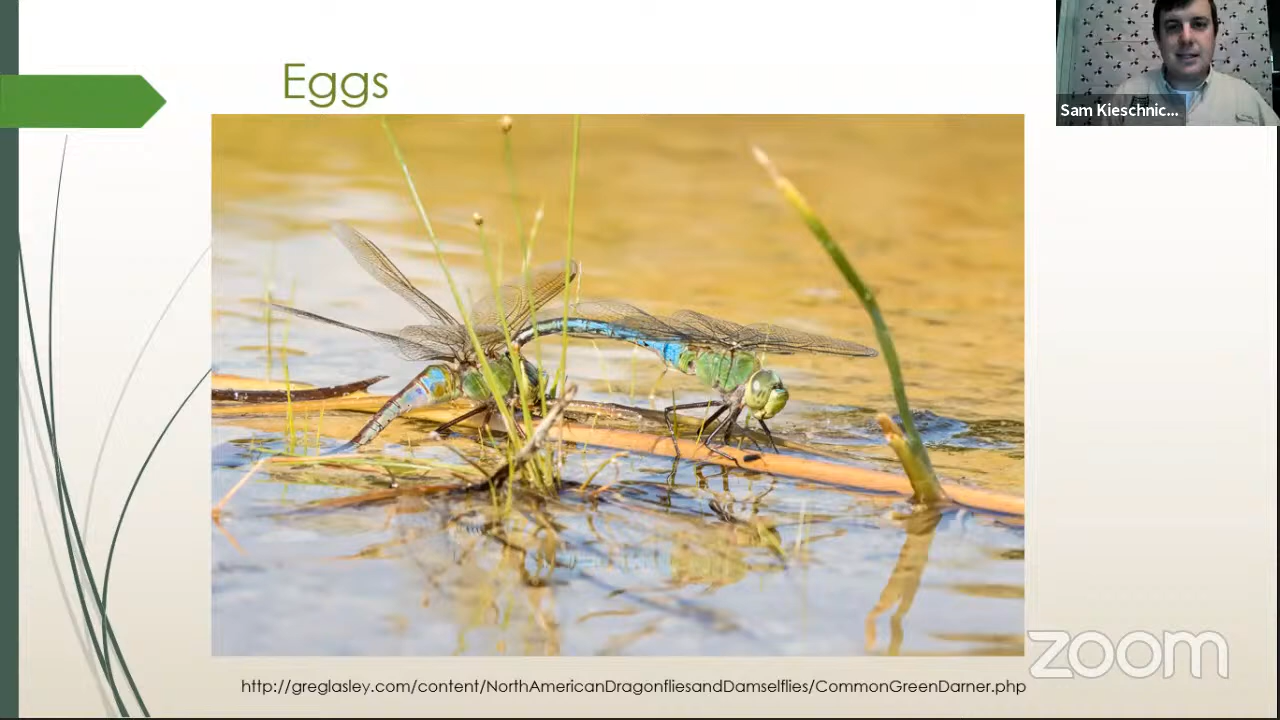 Eggs
Sam Kieschnic...
http://greglasley.com/content/NorthAmericanDragonfliesandDamselflies/CommonGreenDarner.php
zoom